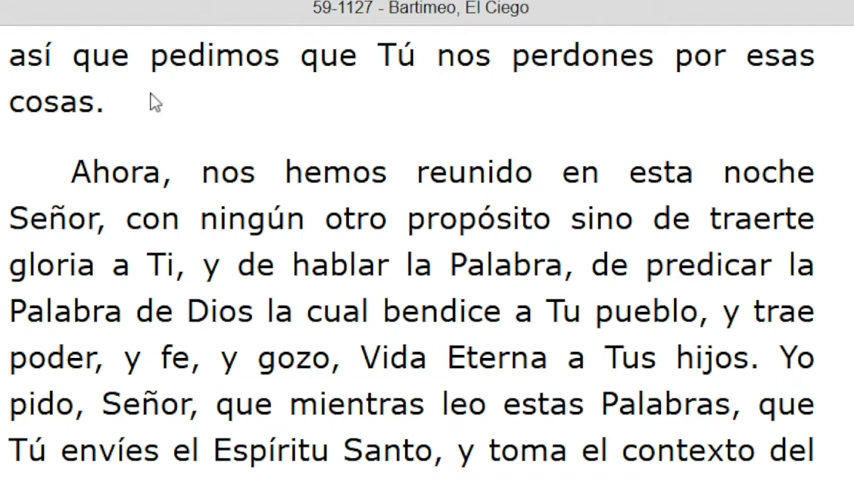 59-1127 - Bartimeo, El Ciego
así que pedimos que Tú nos perdones por esas
cosas.
Ahora, nos hemos reunido en esta noche
Señor, con ningún otro propósito sino de traerte
gloria a Ti, y de hablar la Palabra, de predicar la
Palabra de Dios la cual bendice a Tu pueblo, y trae
poder, y fe, y gozo, Vida Eterna a Tus hijos. Yo
pido, Señor, que mientras leo estas Palabras, que
Tú envíes el Espíritu Santo, y toma el contexto del